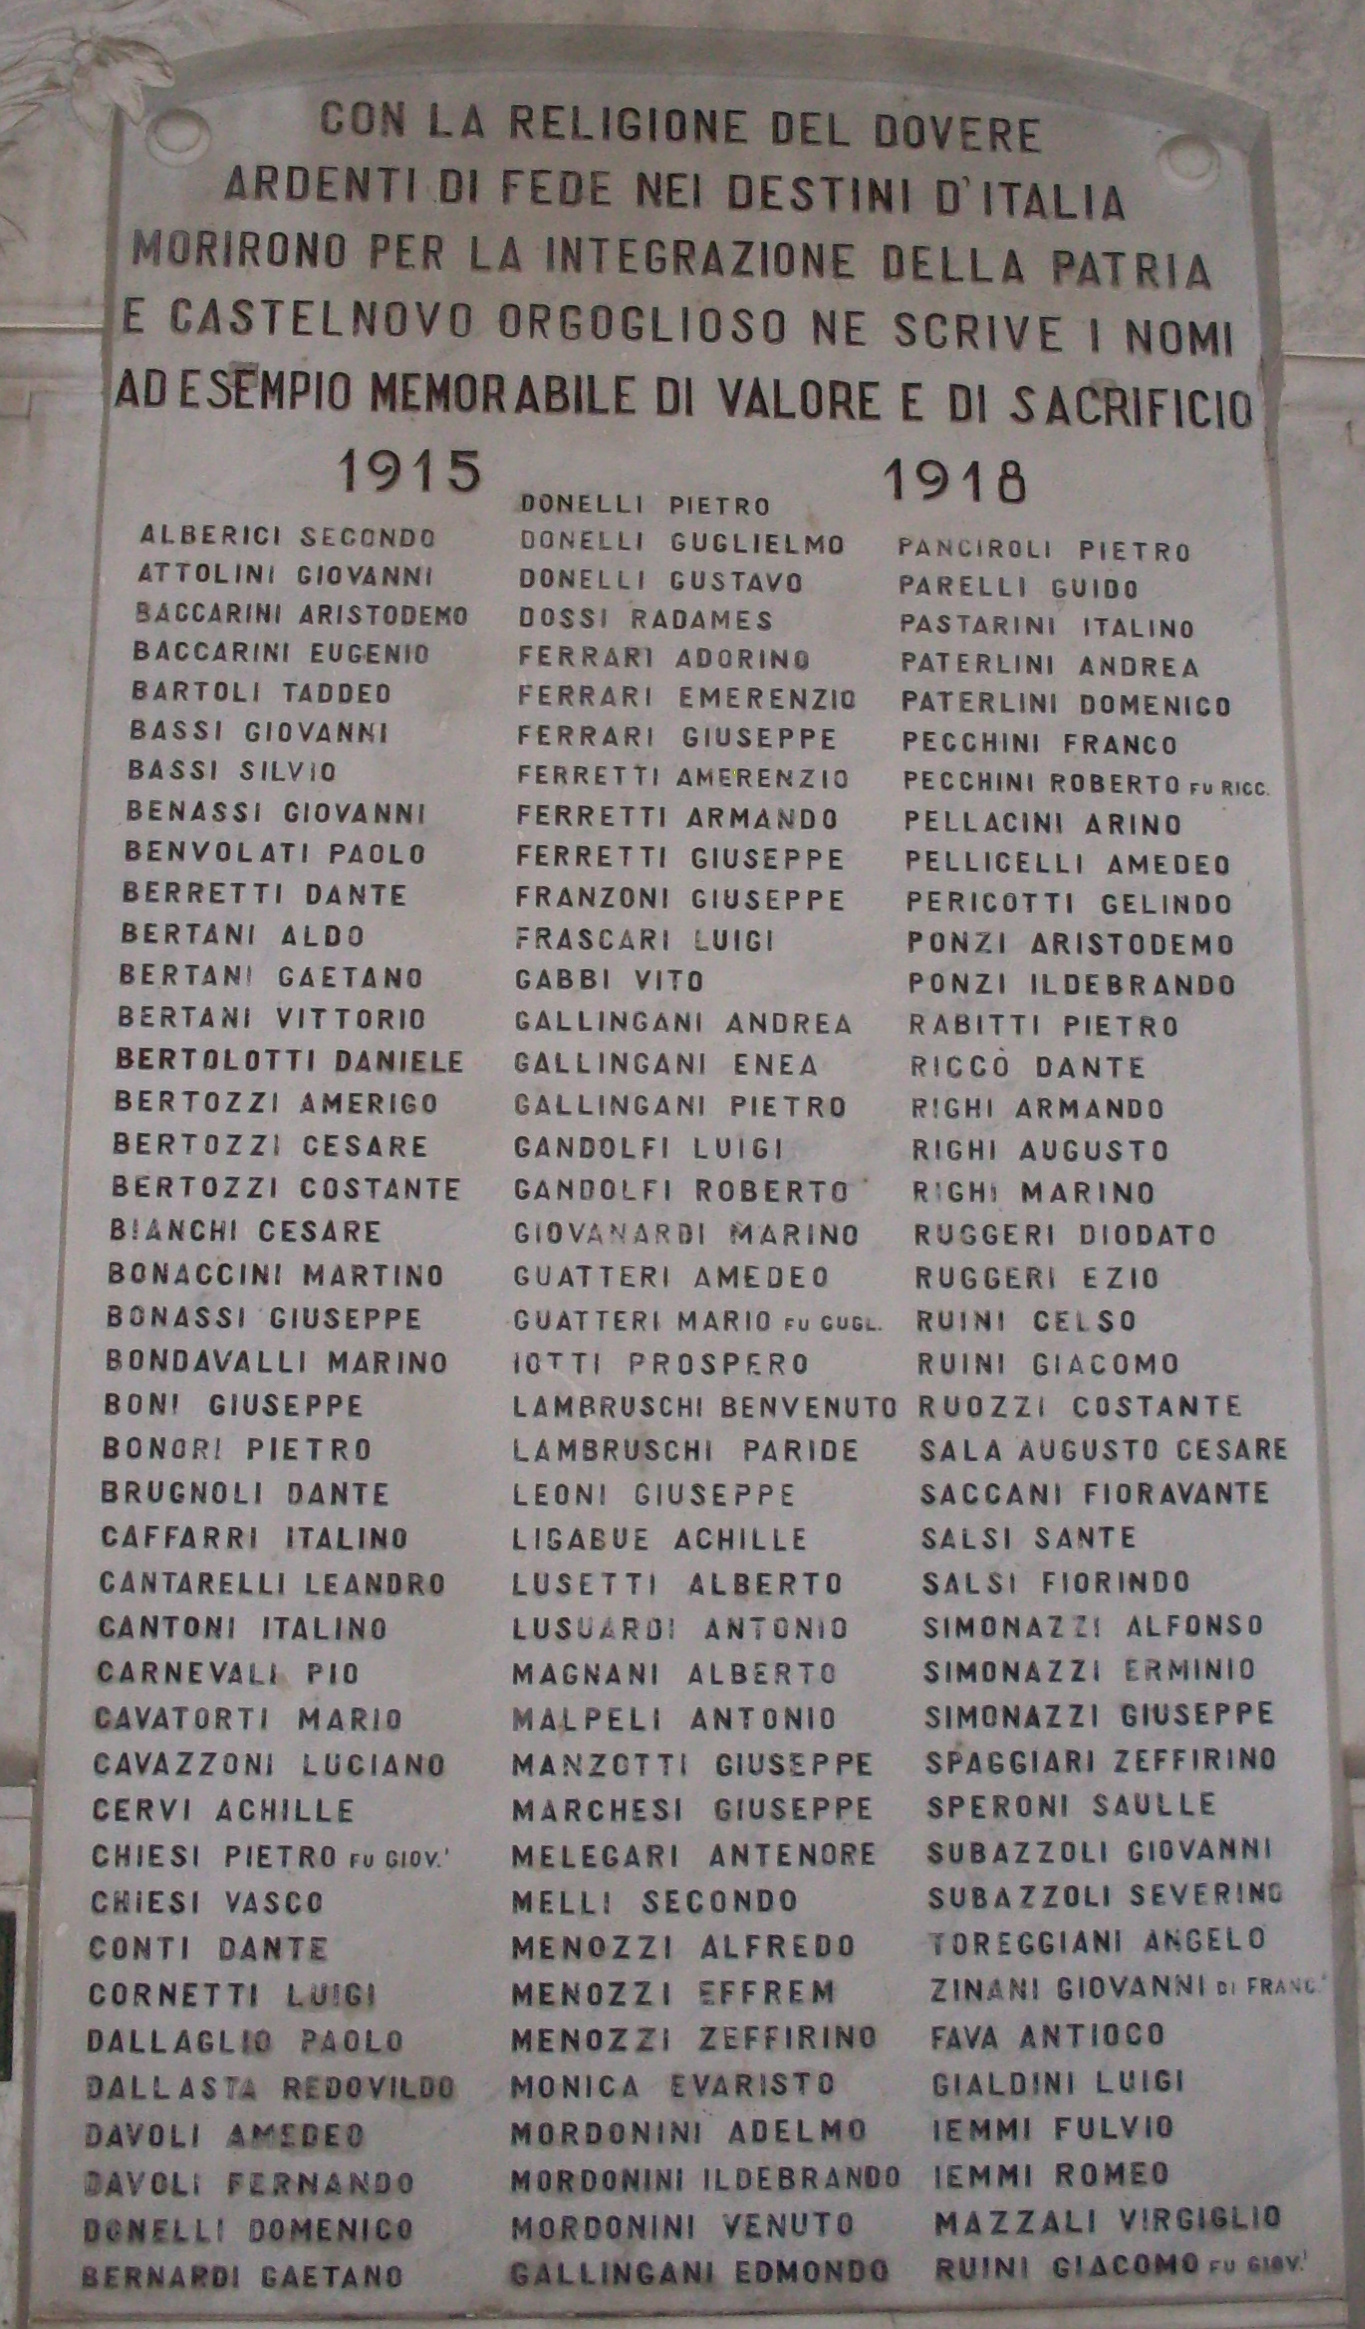 CON LA RELIGIONE DEL DOVERE
ARDENTI DI FEDE NEI DESTINI D'ITALIA
MORIRONO PER LA INTEGRAZIONE DELLA PATRIA
E CASTELNOVO ORGOGLIOSO NE SCRIVE I NOMI
AD ESEMPIO MEMORABILE DI VALORE E DI SACRIFICIO
1915
ALBERICI SECONDO
ATTOLINI GIOVANNI
BACCARINI ARISTODEMO
BACCARINI EUGENIO
BARTOLI TADDEO
BASSI GIOVANNI
BASSI SILVIO
BENASSI GIOVANNI
BENVOLATI PAOLO
BERRETTI DANTE
BERTANI ALDO
BERTANI GAETANO
BERTANI VITTORIO
BERTOLOTTI DANIELE
BERTOZZI AMERIGO
BERTOZZI CESARE
BERTOZZI COSTANTE
BIANCHI CESARE
BONACCINI MARTINO
BONASSI GIUSEPPE
BONDAVALLI MARINO
BONI GIUSEPPE
BONORI PIETRO
BRUGNOLI DANTE
CAFFARRI ITALINO
CANTARELLI LEANDRO
CANTONI ITALINO
CARNEVALI PIO
CAVATORTI MARIO
CAVAZZONI LUCIANO
CERVI ACHILLE
CHIESI PIETRO FU GIOV.'
CHIESI VASCO
CONTI DANTE
CORNETTI LUIGI
DALLAGLIO PAOLO
DALLASTA REDOVILDO
DAVOLI AMEDEO
DAVOLI FERNANDO
DONELLI DOMENICO
BERNARDI GAETANO
DONELLI PIETRO
DONELLI GUGLIELMO
DONELLI GUSTAVO
DOSSI RADAMES
FERRARI ADORINO
FERRARI EMERENZIO
FERRARI GIUSEPPE
FERRETTI AMERENZIO
FERRETTI ARMANDO
FERRETTI GIUSEPPE
FRANZONI GIUSEPPE
FRASCARI LUIGI
GABBI VITO
GALLINGANI ANDREA
GALLINGANI ENEA
GALLINGANI PIETRO
GANDOLFI LUIGI
GANDOLFI ROBERTO
GIOVANARDI MARINO
GUATTERI AMEDEO
GUATTERI MARIO FU GUGL.
IOTTI PROSPERO
LAMBRUSCHI BENVENUTO
LAMBRUSCHI PARIDE
LEONI GIUSEPPE
LIGABUE ACHILLE
LUSETTI ALBERTO
LUSUARDI ANTONIO
MAGNANI ALBERTO
MALPELI ANTONIO
MANZOTTI GIUSEPPE
MARCHESI GIUSEPPE
MELEGARI ANTENORE
MELLI SECONDO
MENOZZI ALFREDO
MENOZZI EFFREM
MENOZZI ZEFFIRINO
MONICA EVARISTO
MORDONINI ADELMO
MORDONINI ILDEBRANDO
MORDONINI VENUTO
GALLINGANI EDMONDO
1918
PANCIROLI PIETRO
PARELLI GUIDO
PASTARINI ITALINO
PATERLINI ANDREA
PATERLINI DOMENICO
PECCHINI FRANCO
PECCHINI ROBERTO FU RICC.
PELLACINI ARINO
PELLICELLI AMEDEO
PERICOTTI GELINDO
PONZI ARISTODEMO
PONZI ILDEBRANDO
RABITTI PIETRO
RICCÒ DANTE
RIGHI ARMANDO
RIGHI AUGUSTO
RIGHI MARINO
RUGGERI DIODATO
RUGGERI EZIO
RUINI CELSO
RUINI GIACOMO
RUOZZI COSTANTE
SALA AUGUSTO CESARE
SACCANI FIORAVANTE
SALSI SANTE
SALSI FIORINDO
SIMONAZZI ALFONSO
SIMONAZZI ERMINIO
SIMONAZZI GIUSEPPE
SPAGGIARI ZEFFIRINO
SPERONI SAULLE
SUBAZZOLI GIOVANNI
SUBAZZOLI SEVERINO
TOREGGIANI ANGELO
ZINANI GIOVANNI DI FRANC'
FAVA ANTIOCO
GIALDINI LUIGI
IEMMI FULVIO
IEMMI ROMEO
MAZZALI VIRGIGLIO
RUINI GIACOMO FU GIOV.'